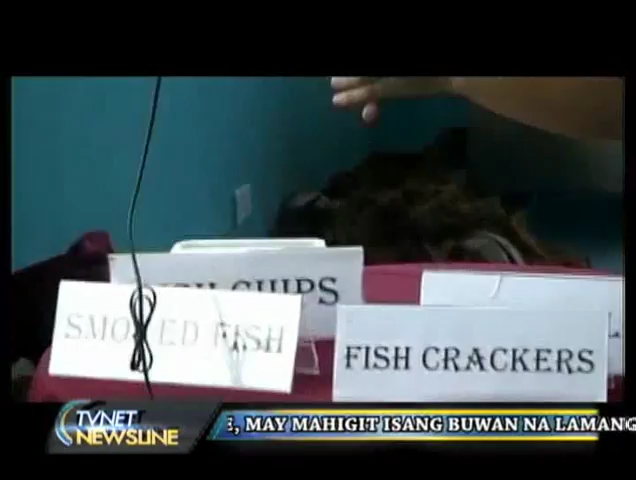 CHIPS
SMOKED FISH
FISH CRACKERS
TVNET
NEWSLINE
E, MAY MAHIGIT ISANG BUWAN NA LAMANG